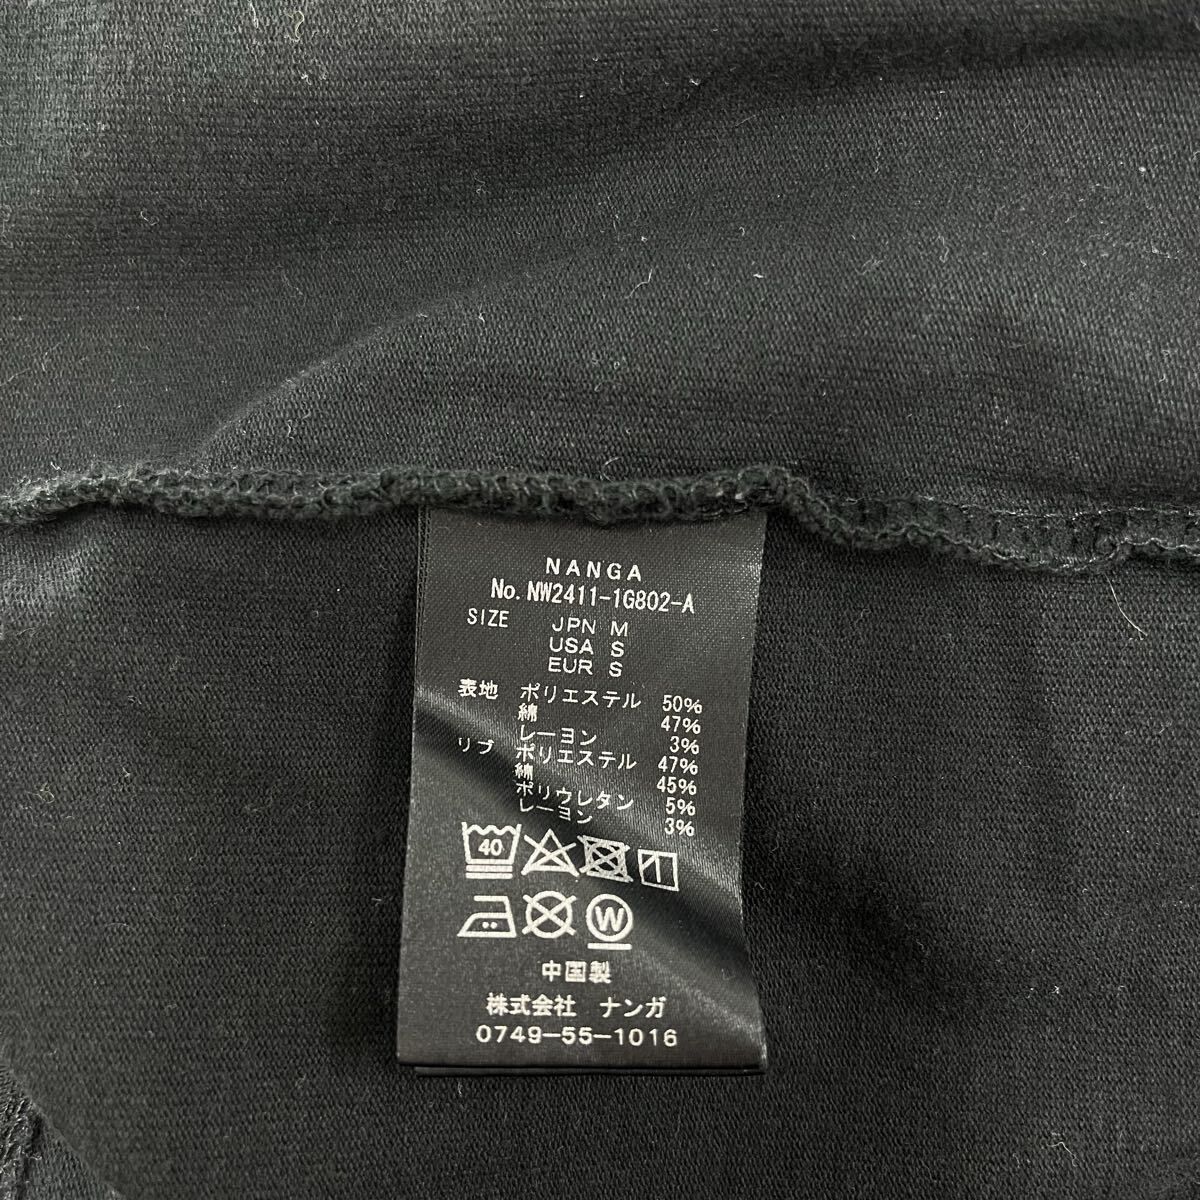 NANGA
No. NW2411-1G802-A
SIZE JPN M
USA S
EUR S
表地 ポリエステル 50%
綿 47%
レーヨン 3%
リブ ポリエステル 47%
綿 45%
ポリウレタン 5%
レーヨン 3%
40
W
中国製
株式会社 ナンガ
0749-55-1016